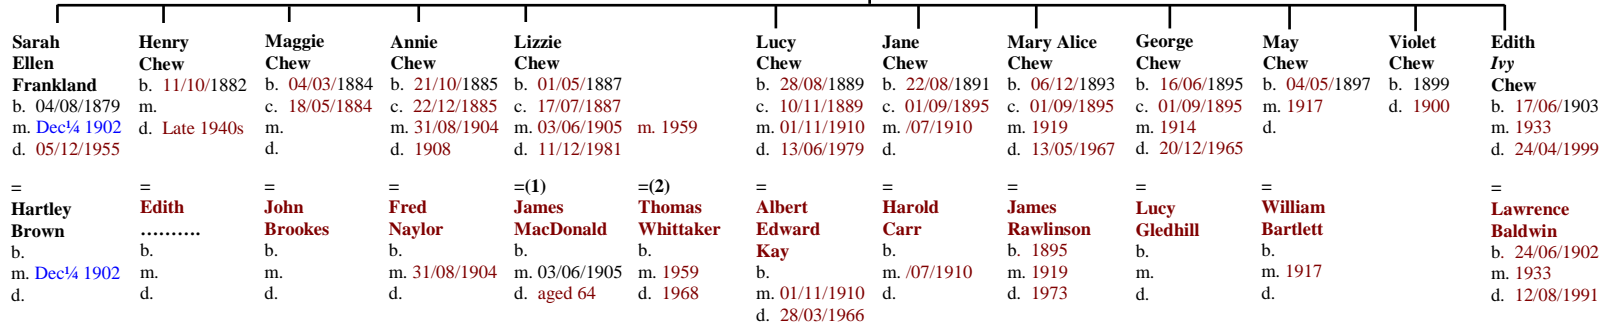 Sarah
Ellen
Frankland
b. 04/08/1879
m. Dec¼ 1902
d. 05/12/1955
=
Hartley
Brown
b.
m. Dec¼ 1902
d.
Henry
Chew
b. 11/10/1882
m.
d. Late 1940s
=
Edith
……….
b.
m.
d.
Maggie
Chew
b. 04/03/1884
c. 18/05/1884
m.
d.
=
John
Brookes
b.
m.
d.
Annie
Chew
b. 21/10/1885
c. 22/12/1885
m. 31/08/1904
d. 1908
=
Fred
Naylor
b.
m. 31/08/1904
d.
Lizzie
Chew
b. 01/05/1887
c. 17/07/1887
m. 03/06/1905 m. 1959
d. 11/12/1981
=(1)
James
MacDonald
b.
m. 03/06/1905
d. aged 64
=(2)
Thomas
Whittaker
b.
m. 1959
d. 1968
Lucy
Chew
b. 28/08/1889
c. 10/11/1889
m. 01/11/1910
d. 13/06/1979
=
Albert
Edward
Kay
b.
m. 01/11/1910
d. 28/03/1966
Jane
Chew
b. 22/08/1891
c. 01/09/1895
m. /07/1910
d.
=
Harold
Carr
b.
m. /07/1910
d.
Mary Alice
Chew
b. 06/12/1893
c. 01/09/1895
m. 1919
d. 13/05/1967
=
James
Rawlinson
b. 1895
m. 1919
d. 1973
George
Chew
b. 16/06/1895
c. 01/09/1895
m. 1914
d. 20/12/1965
=
Lucy
Gledhill
b.
m.
d.
May
Chew
b. 04/05/1897
m. 1917
d.
=
William
Bartlett
b.
m. 1917
d.
Violet
Chew
b. 1899
d. 1900
Edith
Ivy
Chew
b. 17/06/1903
m. 1933
d. 24/04/1999
=
Lawrence
Baldwin
b. 24/06/1902
m. 1933
d. 12/08/1991